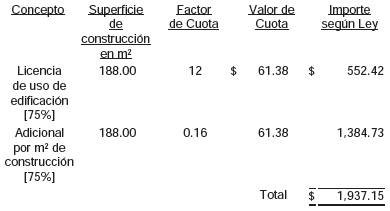 Concepto Superficie de construcción en m² Factor de Cuota Valor de Cuota Importe según Ley
Licencia de uso de edificación [75%] 188.00 12 $ 61.38 $ 552.42
Adicional por m² de construcción [75%] 188.00 0.16 61.38 1,384.73
Total $ 1,937.15